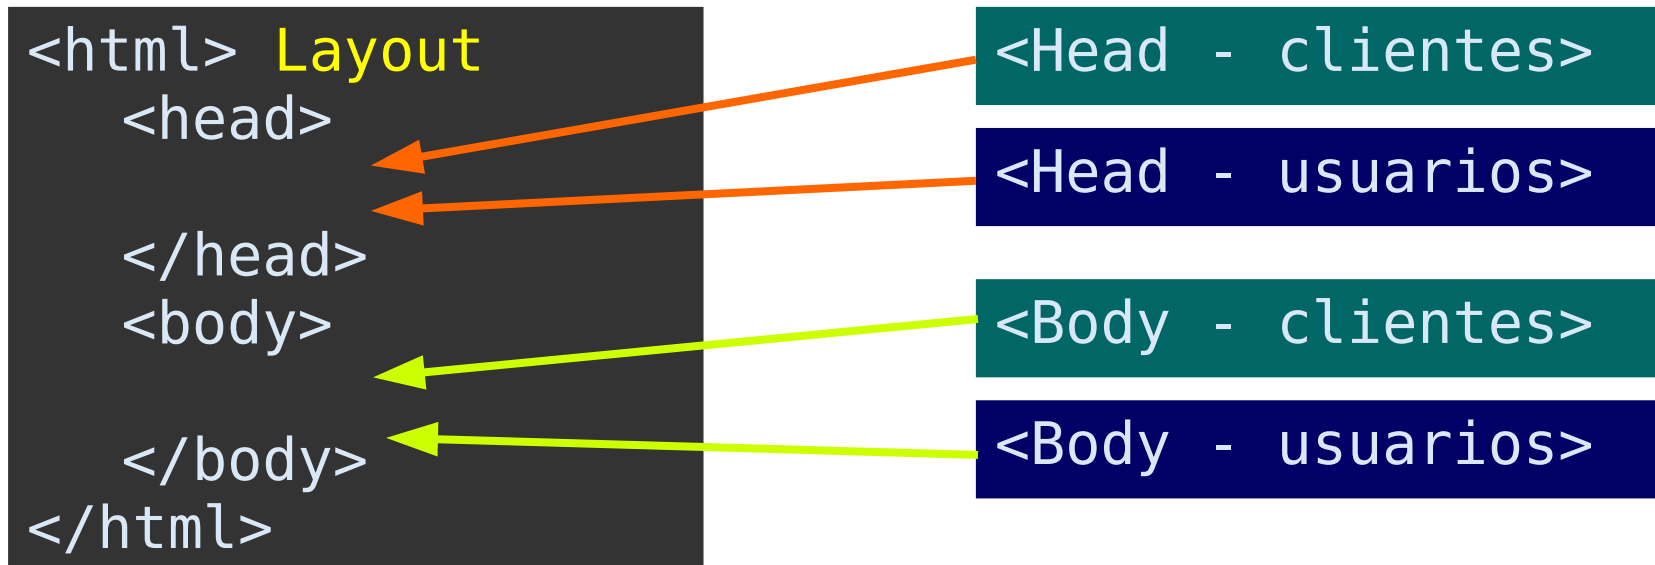 <html> Layout
<head>
</head>
<body>
</body>
</html>
<Head - clientes>
<Head - usuarios>
<Body - clientes>
<Body - usuarios>